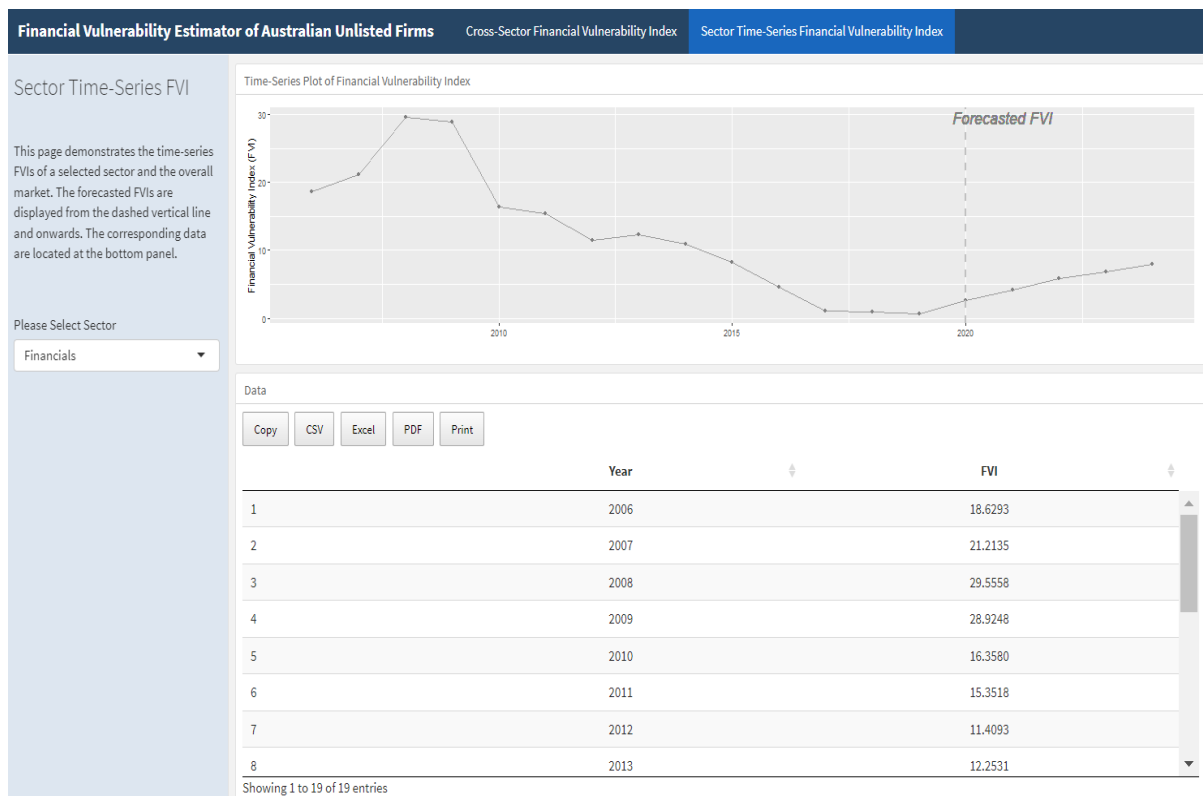 Financial Vulnerability Estimator of Australian Unlisted Firms
Cross-Sector Financial Vulnerability Index
Sector Time-Series Financial Vulnerability Index
Sector Time-Series FVI
This page demonstrates the time-series
FVIs of a selected sector and the overall
market. The forecasted FVIs are
displayed from the dashed vertical line
and onwards. The corresponding data
are located at the bottom panel.
Please Select Sector
Financials
Time-Series Plot of Financial Vulnerability Index
Financial Vulnerability Index (FVI)
30
20
10
0
Forecasted FVI
2010
2015
2020
Data
Copy CSV Excel PDF Print
Year FVI
1 2006 18.6293
2 2007 21.2135
3 2008 29.5558
4 2009 28.9248
5 2010 16.3580
6 2011 15.3518
7 2012 11.4093
8 2013 12.2531
Showing 1 to 19 of 19 entries